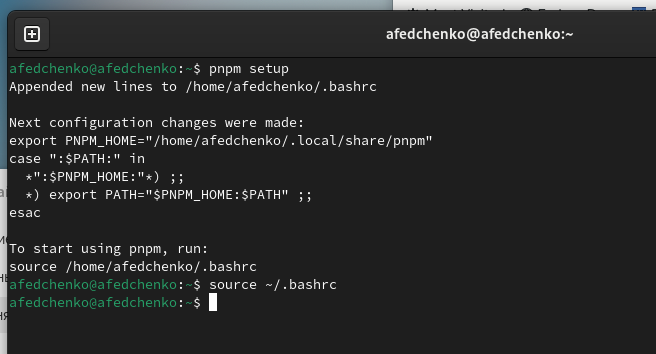 afedchenko@afedchenko:~
afedchenko@afedchenko:~$ pnpm setup
Appended new lines to /home/afedchenko/.bashrc
Next configuration changes were made:
export PNPM_HOME="/home/afedchenko/.local/share/pnpm"
case ":$PATH:" in
  *":$PNPM_HOME:"*) ;;
  *) export PATH="$PNPM_HOME:$PATH" ;;
esac
To start using pnpm, run:
source /home/afedchenko/.bashrc
afedchenko@afedchenko:~$ source ~/.bashrc
afedchenko@afedchenko:~$